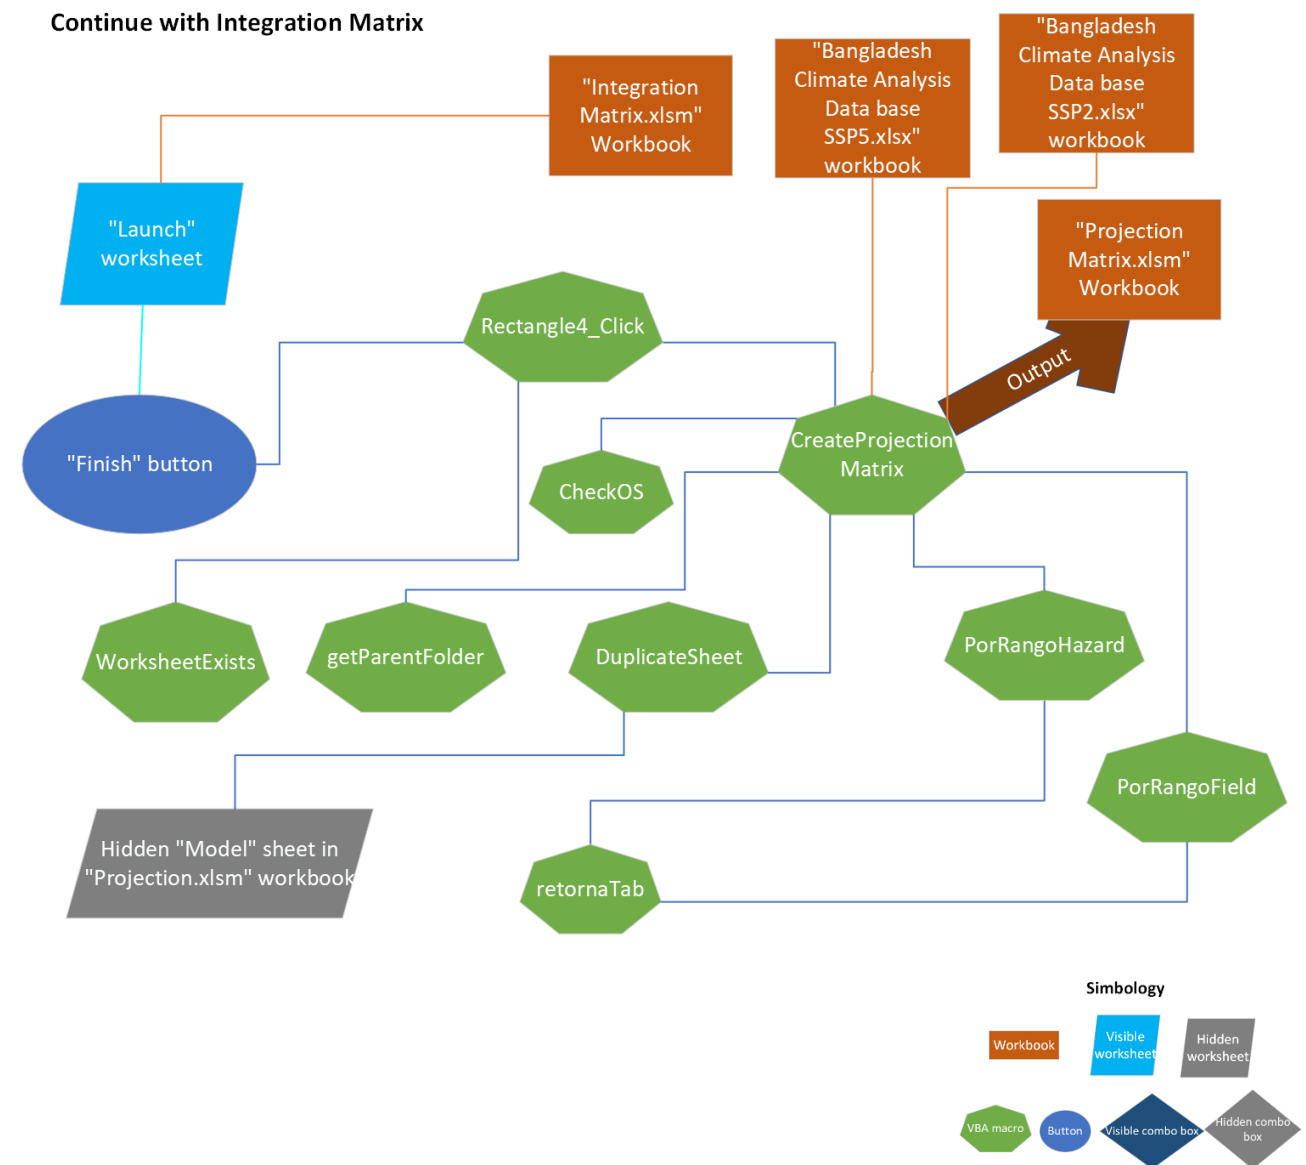 Continue with Integration Matrix
"Integration
Matrix.xlsm"
Workbook
"Bangladesh
Climate Analysis
Data base
SSP5.xlsx"
workbook
"Bangladesh
Climate Analysis
Data base
SSP2.xlsx"
workbook
"Launch"
worksheet
"Projection
Matrix.xlsm"
Workbook
Rectangle4_Click
Output
"Finish" button
CheckOS
CreateProjection
Matrix
WorksheetExists
getParentFolder
DuplicateSheet
PorRangoHazard
PorRangoField
Hidden "Model" sheet in
"Projection.xlsm" workbook
retornaTab
Simbology
Workbook
Visible
worksheet
Hidden
worksheet
VBA macro
Button
Visible combo box
Hidden combo
box